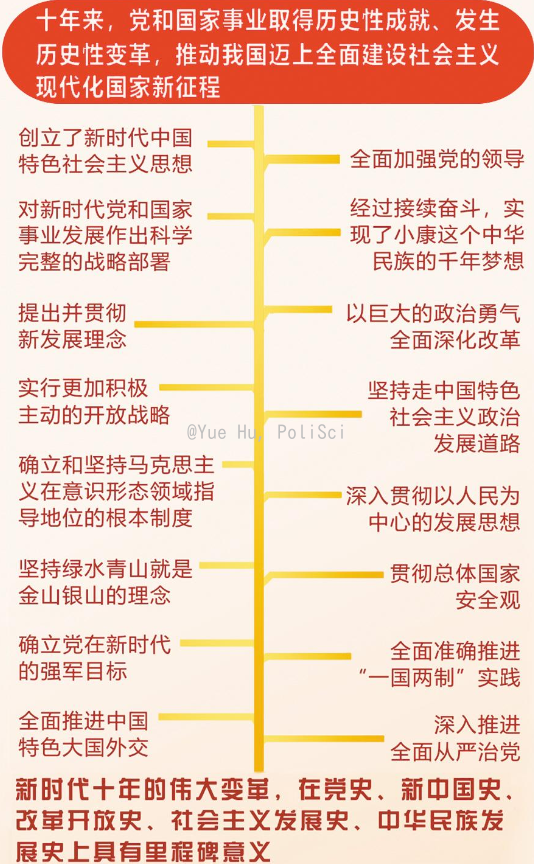 十年来，党和国家事业取得历史性成就、发生
历史性变革，推动我国迈上全面建设社会主义
现代化国家新征程
创立了新时代中国
特色社会主义思想
全面加强党的领导
对新时代党和国家
事业发展作出科学
完整的战略部署
经过接续奋斗，实
现了小康这个中华
民族的千年梦想
提出并贯彻
新发展理念
以巨大的政治勇气
全面深化改革
实行更加积极
主动的开放战略
坚持走中国特色
社会主义政治
发展道路
@Yue Hu, PoliSci
确立和坚持马克思主
义在意识形态领域指
导地位的根本制度
深入贯彻以人民为
中心的发展思想
坚持绿水青山就是
金山银山的理念
贯彻总体国家
安全观
确立党在新时代
的强军目标
全面准确推进
“一国两制”实践
全面推进中国
特色大国外交
深入推进
全面从严治党
新时代十年的伟大变革，在党史、新中国史、
改革开放史、社会主义发展史、中华民族发
展史上具有里程碑意义